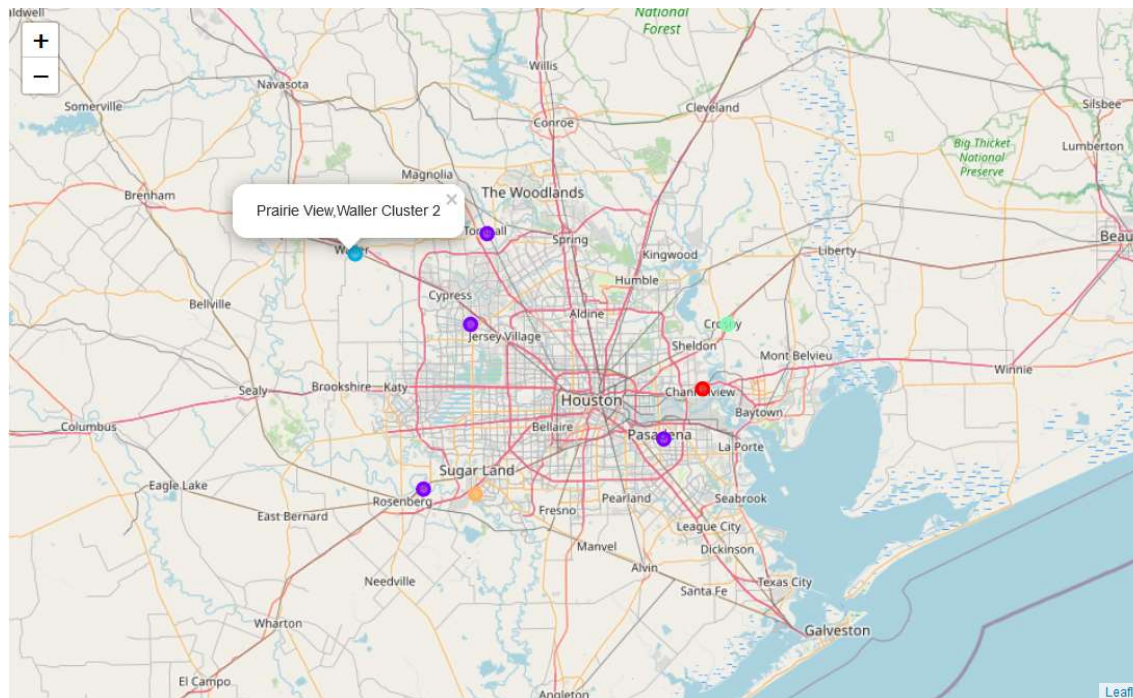 aldwell
National
Forest
+
−
Willis
Navasota
Somerville
Cleveland
Silsbee
Conroe
Big Thicket
National
Preserve
Lumberton
Magnolia
Brenham
The Woodlands
×
Prairie View,Waller Cluster 2
Spring
Beau
Kingwood
Liberty
Humble
Cypress
Bellville
Aldine
Jersey Village
Sheldon
Mont Belvieu
Winnie
Sealy
Brookshire
Katy
Houston
Baytown
Columbus
Bellaire
La Porte
Sugar Land
Eagle Lake
Rosenberg
Pearland
Seabrook
East Bernard
Fresno
League City
Manvel
Dickinson
Needville
Alvin
Texas City
Santa Fe
Wharton
Galveston
El Campo
Angleton
Leafl